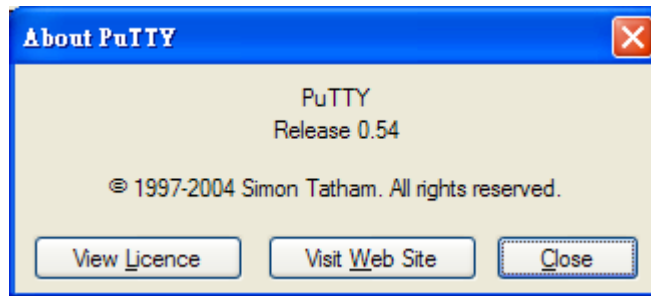 About PuTTY
PuTTY
Release 0.54
© 1997-2004 Simon Tatham. All rights reserved.
View Licence
Visit Web Site
Close